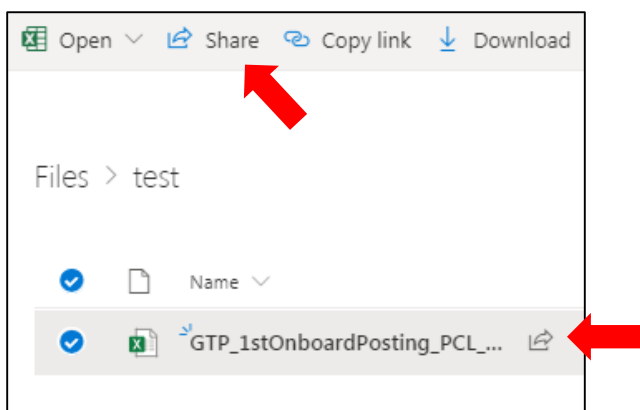 Open Share Copy link Download
Files > test
Name
GTP_1stOnboardPosting_PCL_...